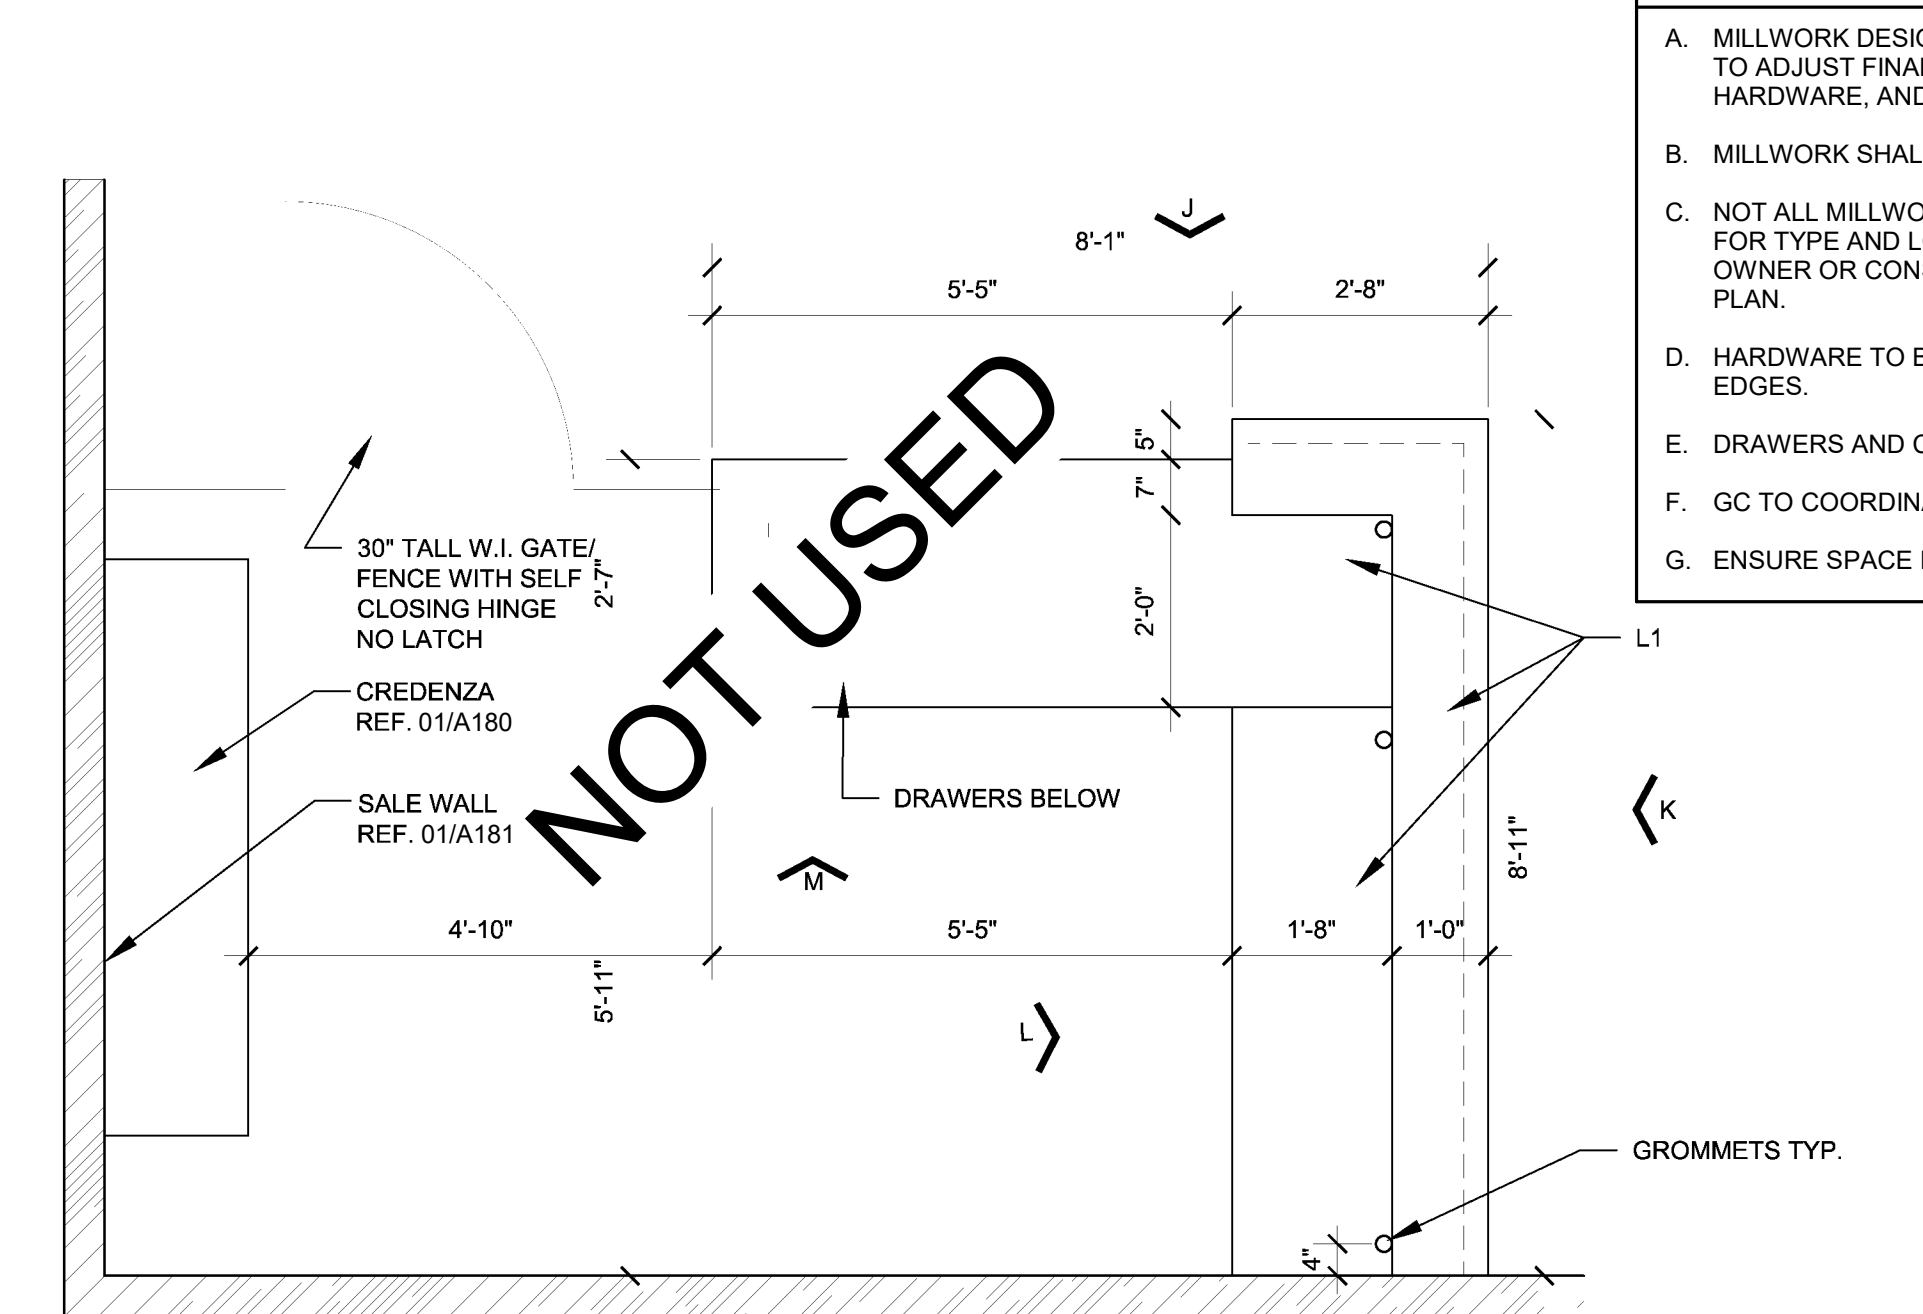 A. MILLWORK DESIG
TO ADJUST FINAL
HARDWARE, AND
B. MILLWORK SHAL
C. NOT ALL MILLWO
FOR TYPE AND L
OWNER OR CONS
PLAN.
D. HARDWARE TO B
EDGES.
E. DRAWERS AND C
F. GC TO COORDINA
G. ENSURE SPACE
J
8'-1"
5'-5"
2'-8"
5"
7"
2'-0"
30" TALL W.I. GATE/
FENCE WITH SELF
CLOSING HINGE
NO LATCH
2'-7"
NOT USED
L1
CREDENZA
REF. 01/A180
SALE WALL
REF. 01/A181
DRAWERS BELOW
K
8'-11"
M
4'-10"
5'-5"
1'-8"
1'-0"
5'-11"
L
GROMMETS TYP.
4"